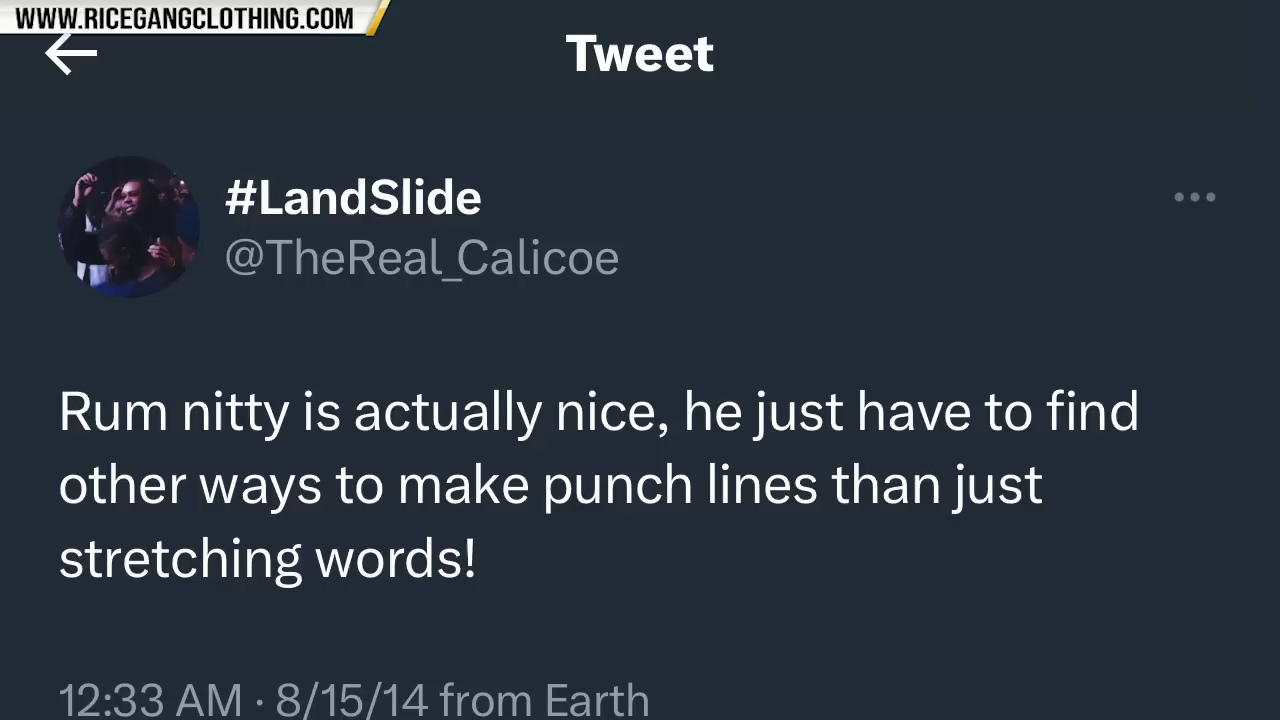 WWW.RICEGANGCLOTHING.COM
Tweet
#LandSlide
@TheReal_Calicoe
Rum nitty is actually nice, he just have to find
other ways to make punch lines than just
stretching words!
12:33 AM · 8/15/14 from Earth